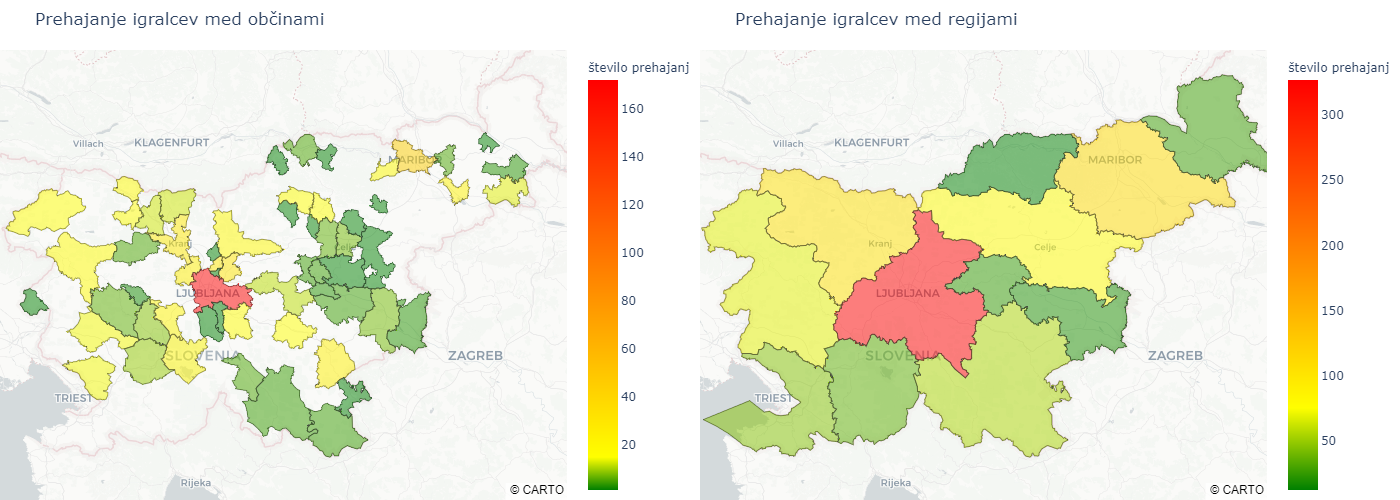 Prehajanje igralcev med občinami
število prehajanj
160
140
120
100
80
60
40
20
Villach
KLAGENFURT
MARIBOR
Kranj
Celje
LJUBLJANA
SLOVENIA
ZAGREB
TRIEST
Rijeka
© CARTO
Prehajanje igralcev med regijami
število prehajanj
300
250
200
150
100
50
Villach
KLAGENFURT
MARIBOR
Kranj
Celje
LJUBLJANA
SLOVENIA
ZAGREB
TRIEST
Rijeka
© CARTO